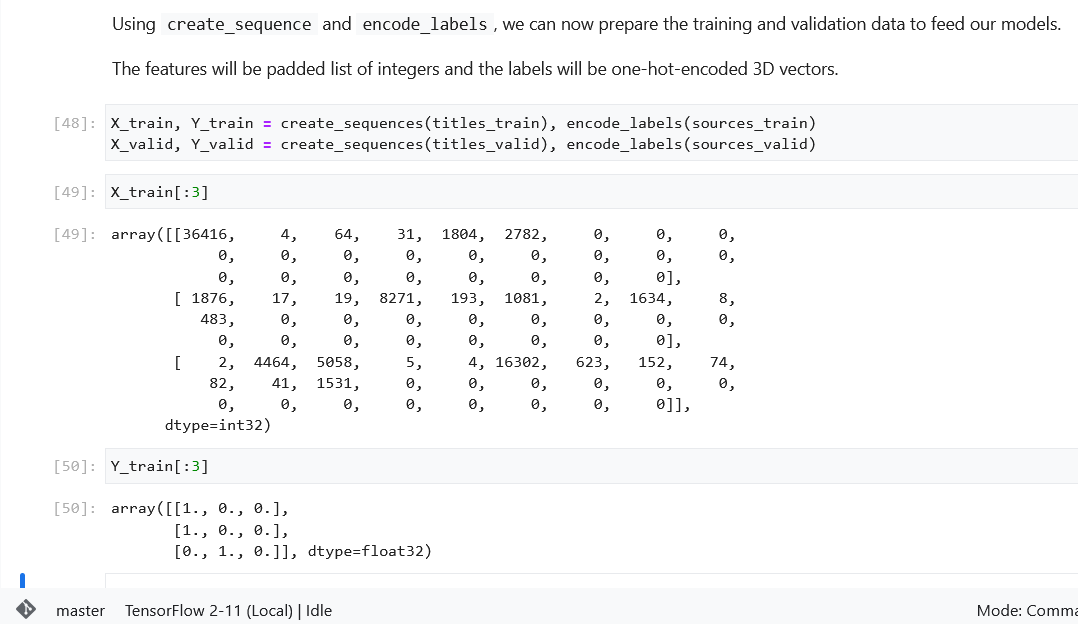 Using create_sequence and encode_labels, we can now prepare the training and validation data to feed our models.
The features will be padded list of integers and the labels will be one-hot-encoded 3D vectors.
[48]: X_train, Y_train = create_sequences(titles_train), encode_labels(sources_train)
X_valid, Y_valid = create_sequences(titles_valid), encode_labels(sources_valid)
[49]: X_train[:3]
[49]: array([[36416, 4, 64, 31, 1804, 2782, 0, 0, 0,
0, 0, 0, 0, 0, 0, 0, 0, 0,
0, 0, 0, 0, 0, 0, 0, 0],
[ 1876, 17, 19, 8271, 193, 1081, 2, 1634, 8,
483, 0, 0, 0, 0, 0, 0, 0, 0,
0, 0, 0, 0, 0, 0, 0, 0],
[ 2, 4464, 5058, 5, 4, 16302, 623, 152, 74,
82, 41, 1531, 0, 0, 0, 0, 0, 0,
0, 0, 0, 0, 0, 0, 0, 0]],
dtype=int32)
[50]: Y_train[:3]
[50]: array([[1., 0., 0.],
[1., 0., 0.],
[0., 1., 0.]], dtype=float32)
master TensorFlow 2-11 (Local) | Idle Mode: Comma